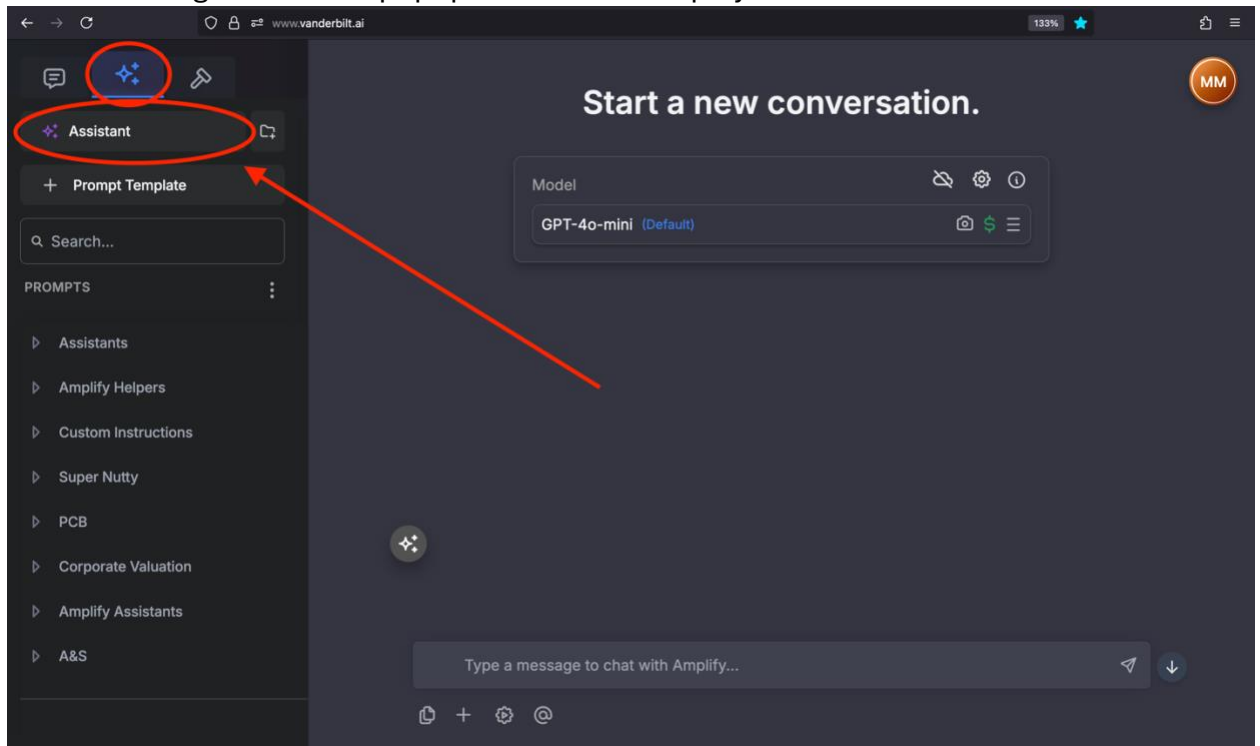 www.vanderbilt.ai
133%
MM
Start a new conversation.
Assistant
Prompt Template
Search...
PROMPTS
Assistants
Amplify Helpers
Custom Instructions
Super Nutty
PCB
Corporate Valuation
Amplify Assistants
A&S
Model
GPT-4o-mini (Default)
$
Type a message to chat with Amplify...